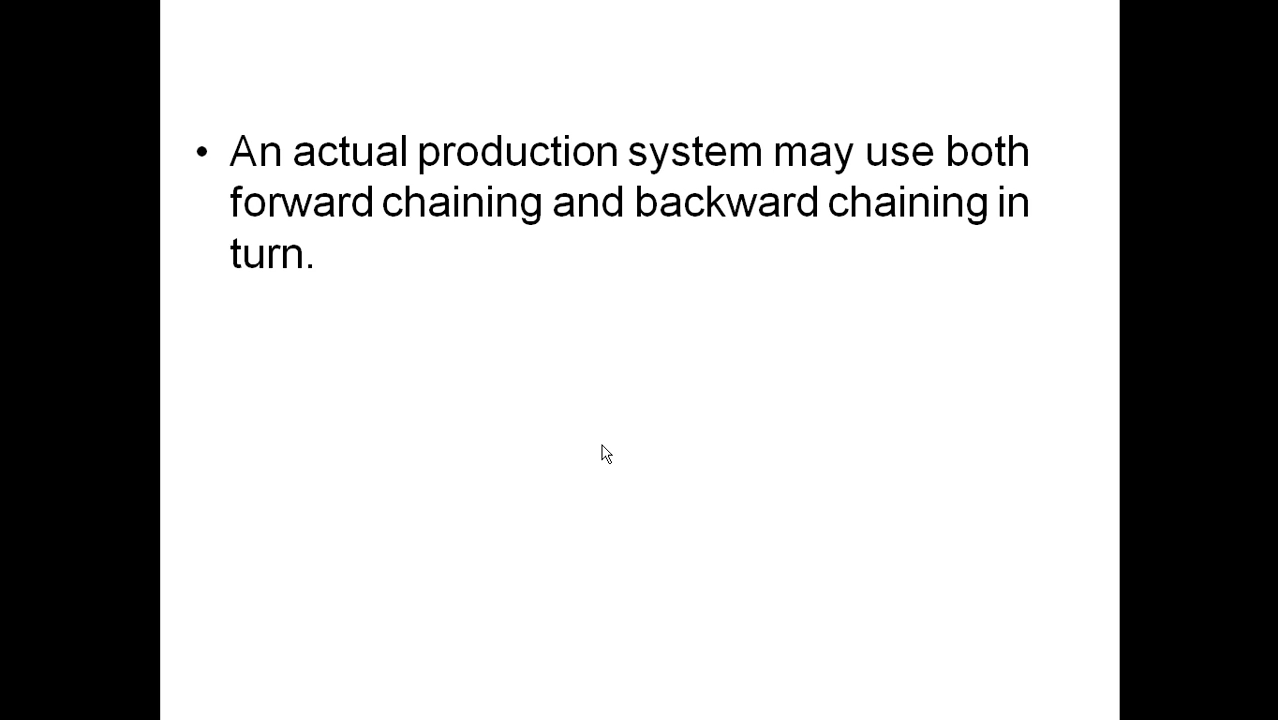 • An actual production system may use both
forward chaining and backward chaining in
turn.